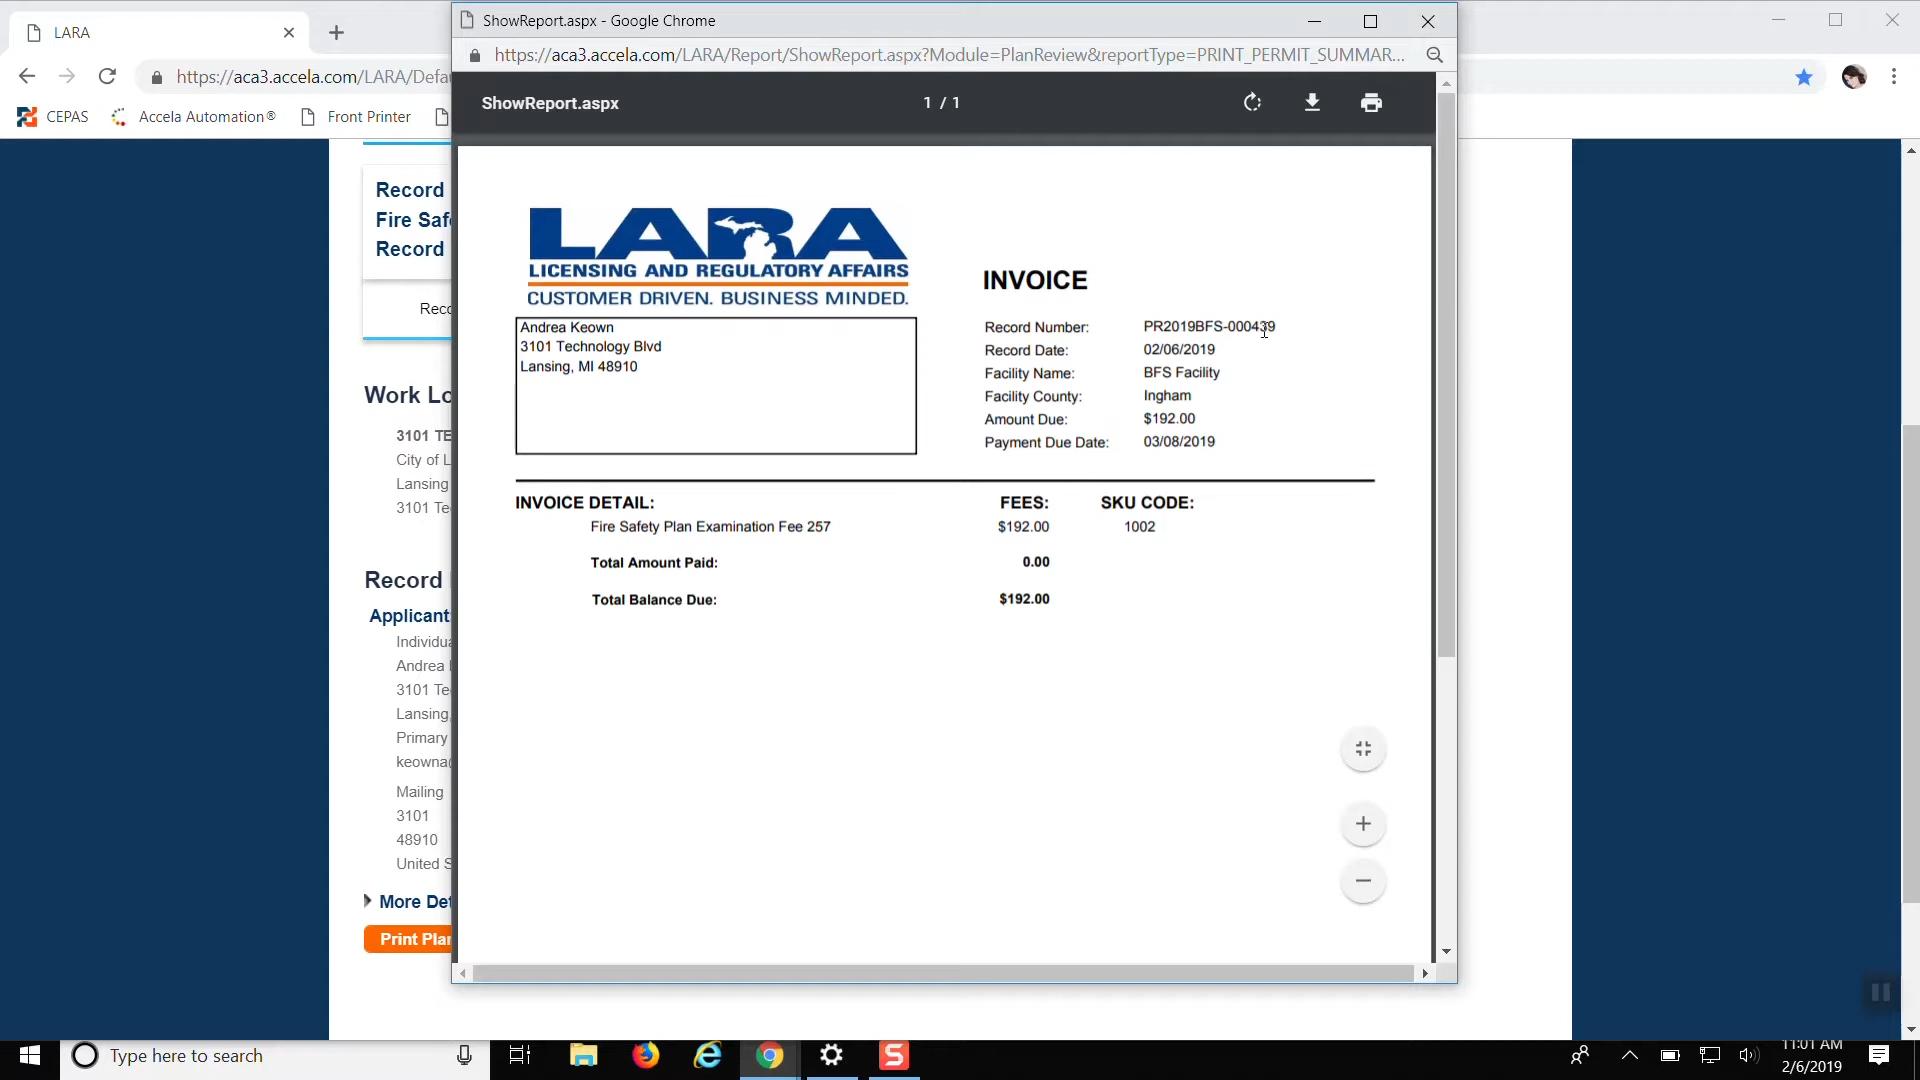 LARA
ShowReport.aspx - Google Chrome
https://aca3.accela.com/LARA/Defau
https://aca3.accela.com/LARA/Report/ShowReport.aspx?Module=PlanReview&reportType=PRINT_PERMIT_SUMMAR...
CEPAS
Accela Automation®
Front Printer
ShowReport.aspx
1 / 1
Record
Fire Saf
Record
Reco
Work Lo
3101 TE
City of L
Lansing
3101 Te
Record
Applicant
Individua
Andrea
3101 Te
Lansing,
Primary
keowna
Mailing
3101
48910
United S
More Det
Print Plan
LARA
LICENSING AND REGULATORY AFFAIRS
CUSTOMER DRIVEN. BUSINESS MINDED.
INVOICE
Andrea Keown
3101 Technology Blvd
Lansing, MI 48910
Record Number: PR2019BFS-000439
Record Date: 02/06/2019
Facility Name: BFS Facility
Facility County: Ingham
Amount Due: $192.00
Payment Due Date: 03/08/2019
INVOICE DETAIL: FEES: SKU CODE:
Fire Safety Plan Examination Fee 257 $192.00 1002
Total Amount Paid: 0.00
Total Balance Due: $192.00
Type here to search
11:01 AM
2/6/2019